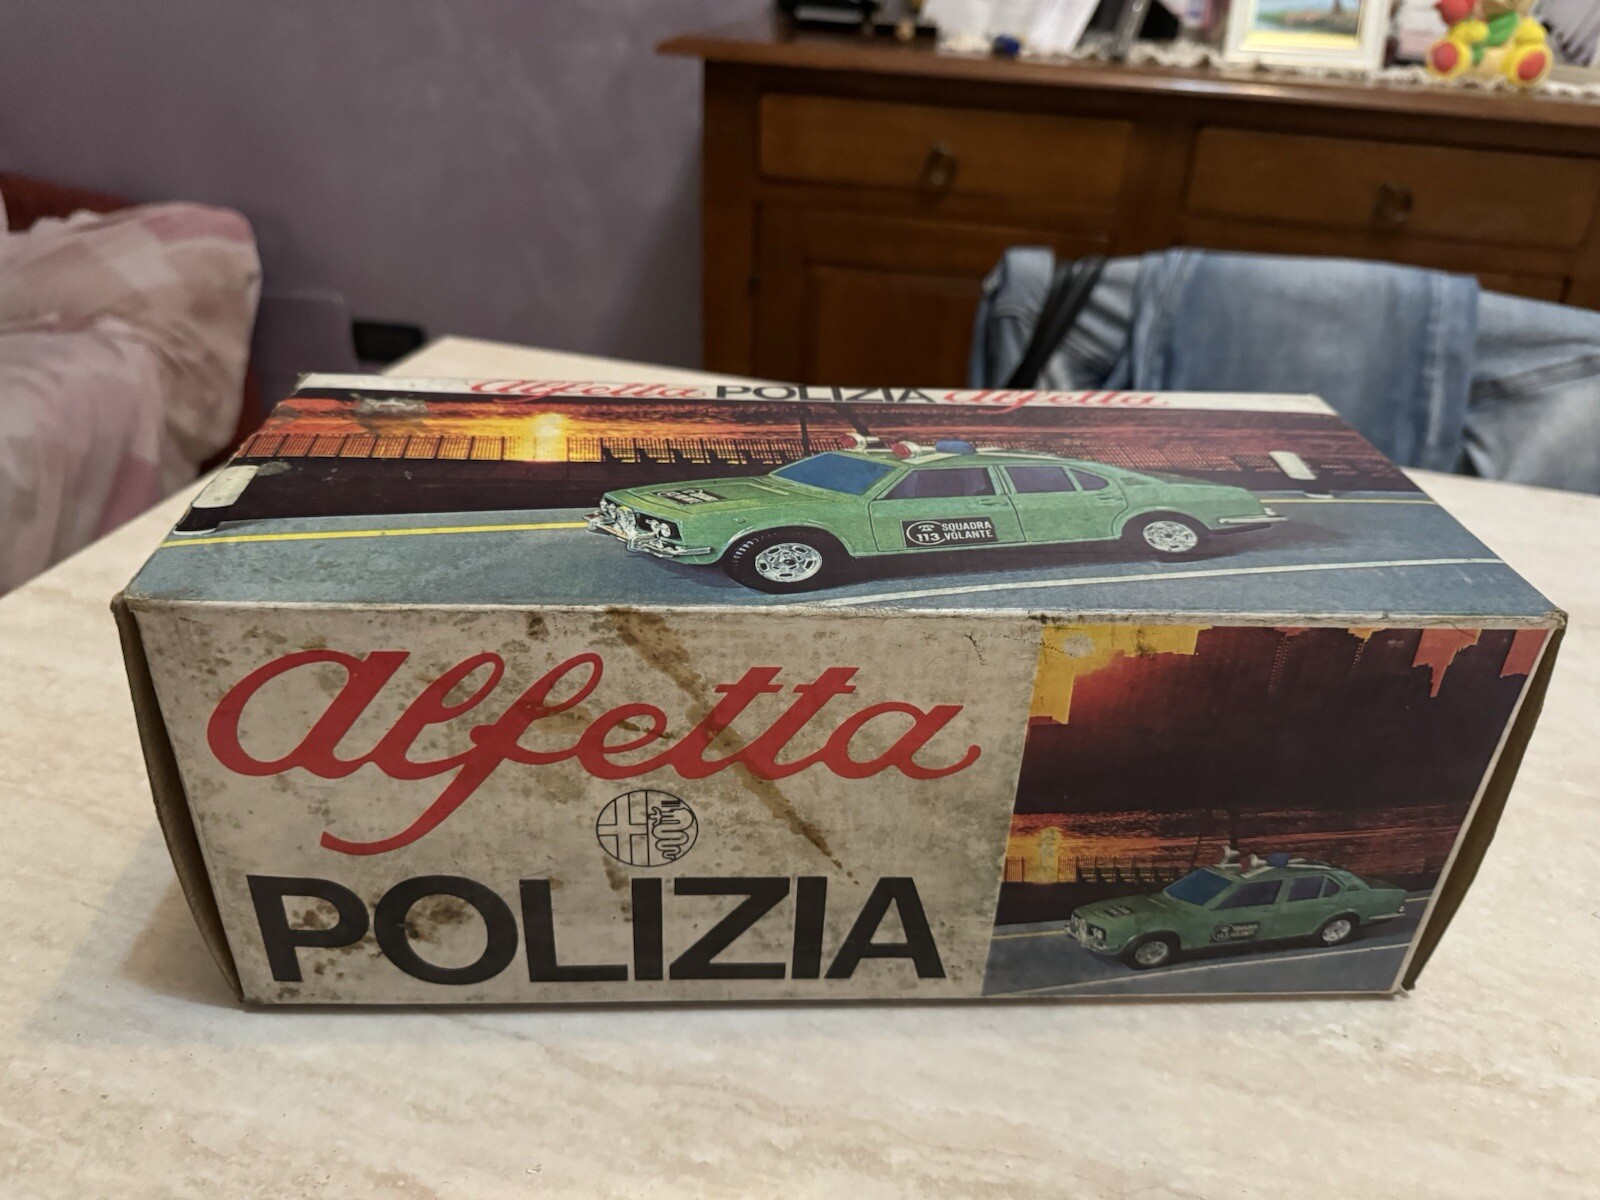 Alfetta POLIZIA Alfetta
SQUADRA
113 VOLANTE
Alfetta
POLIZIA